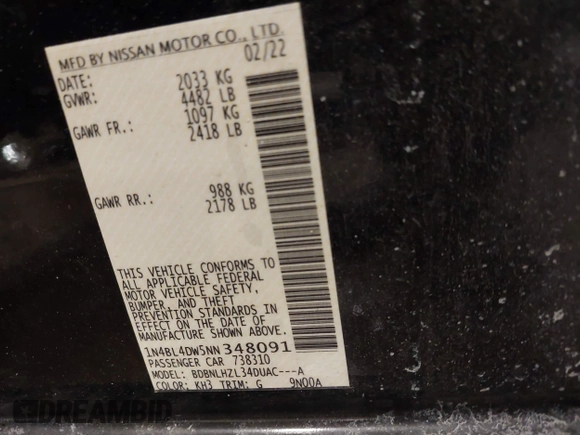 MFD BY NISSAN MOTOR CO., LTD.
DATE: 02/22
GVWR: 2033 KG
4482 LB
GAWR FR.: 1097 KG
2418 LB
GAWR RR.: 988 KG
2178 LB
THIS VEHICLE CONFORMS TO
ALL APPLICABLE FEDERAL
MOTOR VEHICLE SAFETY,
BUMPER, AND THEFT
PREVENTION STANDARDS IN
EFFECT ON THE DATE OF
MANUFACTURE SHOWN ABOVE.
1N4BL4DW5NN348091
PASSENGER CAR 738310
MODEL: BDBNLHZL34DUAC---A
COLOR: KH3 TRIM: G 9N00A
DREAMBID